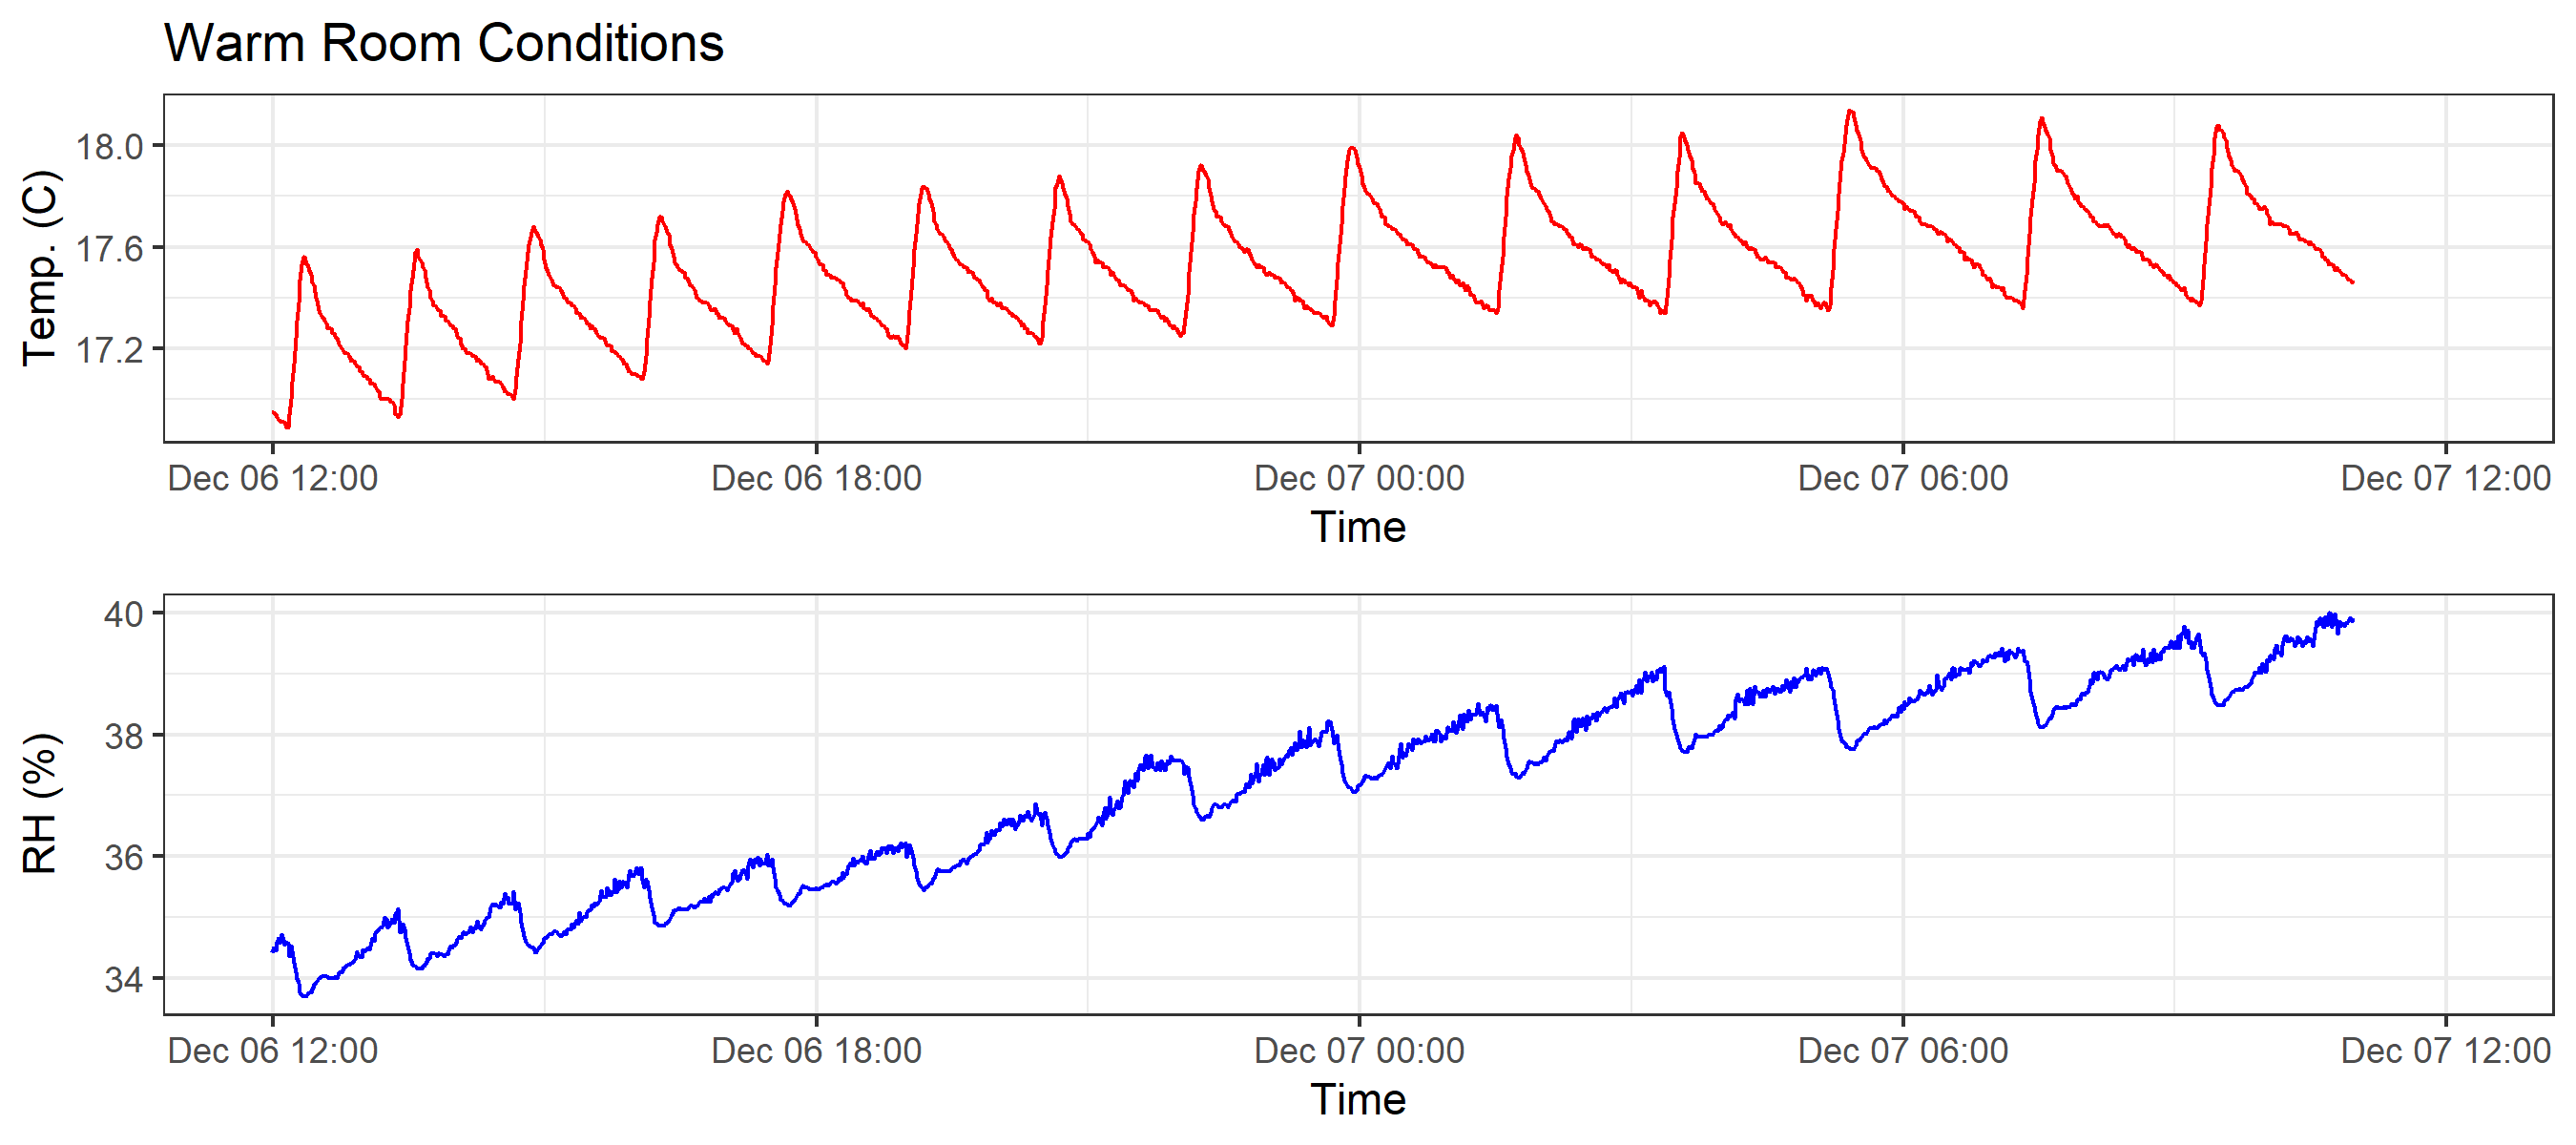 Warm Room Conditions
Temp. (C)
18.0
17.6
17.2
Dec 06 12:00 Dec 06 18:00 Dec 07 00:00 Dec 07 06:00 Dec 07 12:00
Time
RH (%)
40
38
36
34
Dec 06 12:00 Dec 06 18:00 Dec 07 00:00 Dec 07 06:00 Dec 07 12:00
Time